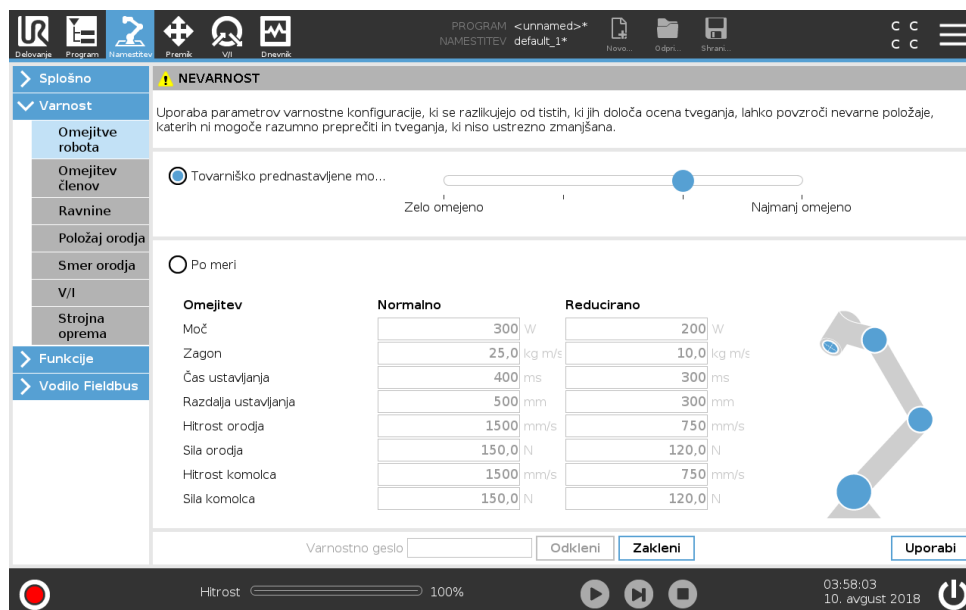 PROGRAM <unnamed>*
NAMESTITEV default_1*
Delovanje Program Namestitev Premik V/I Dnevnik Novo... Odpri... Shrani...
C C
C C
Splošno
Varnost
Omejitve
robota
Omejitev
členov
Ravnine
Položaj orodja
Smer orodja
V/I
Strojna
oprema
Funkcije
Vodilo Fieldbus
NEVARNOST
Uporaba parametrov varnostne konfiguracije, ki se razlikujejo od tistih, ki jih določa ocena tveganja, lahko povzroči nevarne položaje,
katerih ni mogoče razumno preprečiti in tveganja, ki niso ustrezno zmanjšana.
Tovarniško prednastavljene mo...
Zelo omejeno Najmanj omejeno
Po meri
Omejitev Normalno Reducirano
Moč 300 W 200 W
Zagon 25,0 kg m/s 10,0 kg m/s
Čas ustavljanja 400 ms 300 ms
Razdalja ustavljanja 500 mm 300 mm
Hitrost orodja 1500 mm/s 750 mm/s
Sila orodja 150,0 N 120,0 N
Hitrost komolca 1500 mm/s 750 mm/s
Sila komolca 150,0 N 120,0 N
Varnostno geslo Odkleni Zakleni Uporabi
Hitrost 100% 03:58:03
10. avgust 2018